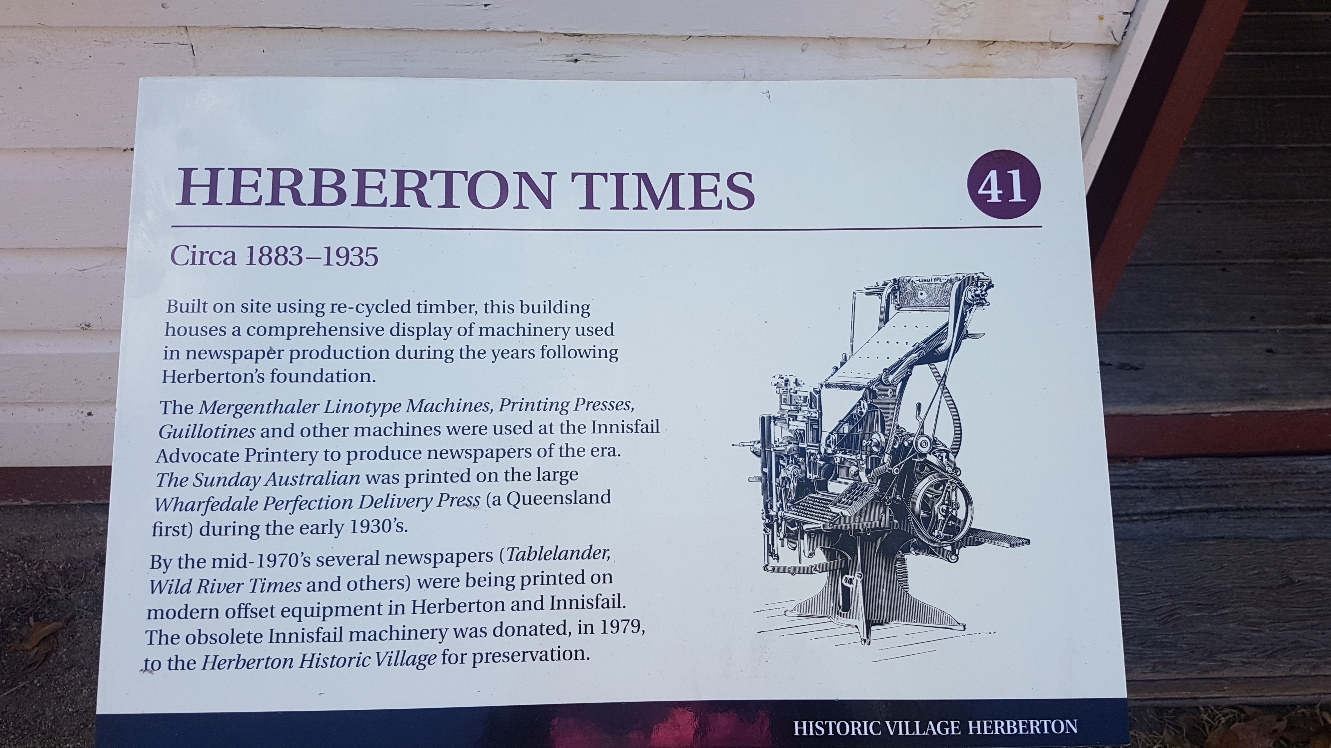 HERBERTON TIMES
41
Circa 1883–1935
Built on site using re-cycled timber, this building
houses a comprehensive display of machinery used
in newspaper production during the years following
Herberton's foundation.
The Mergenthaler Linotype Machines, Printing Presses,
Guillotines and other machines were used at the Innisfail
Advocate Printery to produce newspapers of the era.
The Sunday Australian was printed on the large
Wharfedale Perfection Delivery Press (a Queensland
first) during the early 1930's.
By the mid-1970's several newspapers (Tablelander,
Wild River Times and others) were being printed on
modern offset equipment in Herberton and Innisfail.
The obsolete Innisfail machinery was donated, in 1979,
to the Herberton Historic Village for preservation.
HISTORIC VILLAGE HERBERTON